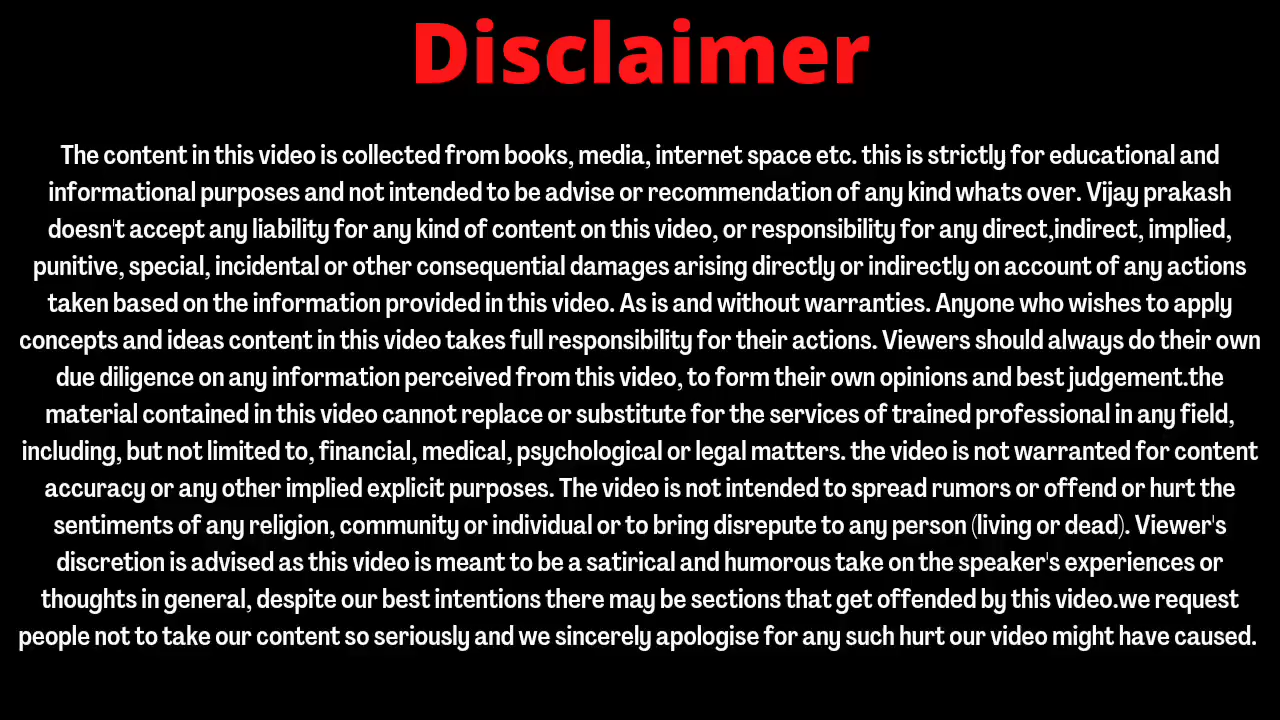 Disclaimer
The content in this video is collected from books, media, internet space etc. this is strictly for educational and
informational purposes and not intended to be advise or recommendation of any kind whats over. Vijay prakash
doesn't accept any liability for any kind of content on this video, or responsibility for any direct,indirect, implied,
punitive, special, incidental or other consequential damages arising directly or indirectly on account of any actions
taken based on the information provided in this video. As is and without warranties. Anyone who wishes to apply
concepts and ideas content in this video takes full responsibility for their actions. Viewers should always do their own
due diligence on any information perceived from this video, to form their own opinions and best judgement.the
material contained in this video cannot replace or substitute for the services of trained professional in any field,
including, but not limited to, financial, medical, psychological or legal matters. the video is not warranted for content
accuracy or any other implied explicit purposes. The video is not intended to spread rumors or offend or hurt the
sentiments of any religion, community or individual or to bring disrepute to any person (living or dead). Viewer's
discretion is advised as this video is meant to be a satirical and humorous take on the speaker's experiences or
thoughts in general, despite our best intentions there may be sections that get offended by this video.we request
people not to take our content so seriously and we sincerely apologise for any such hurt our video might have caused.